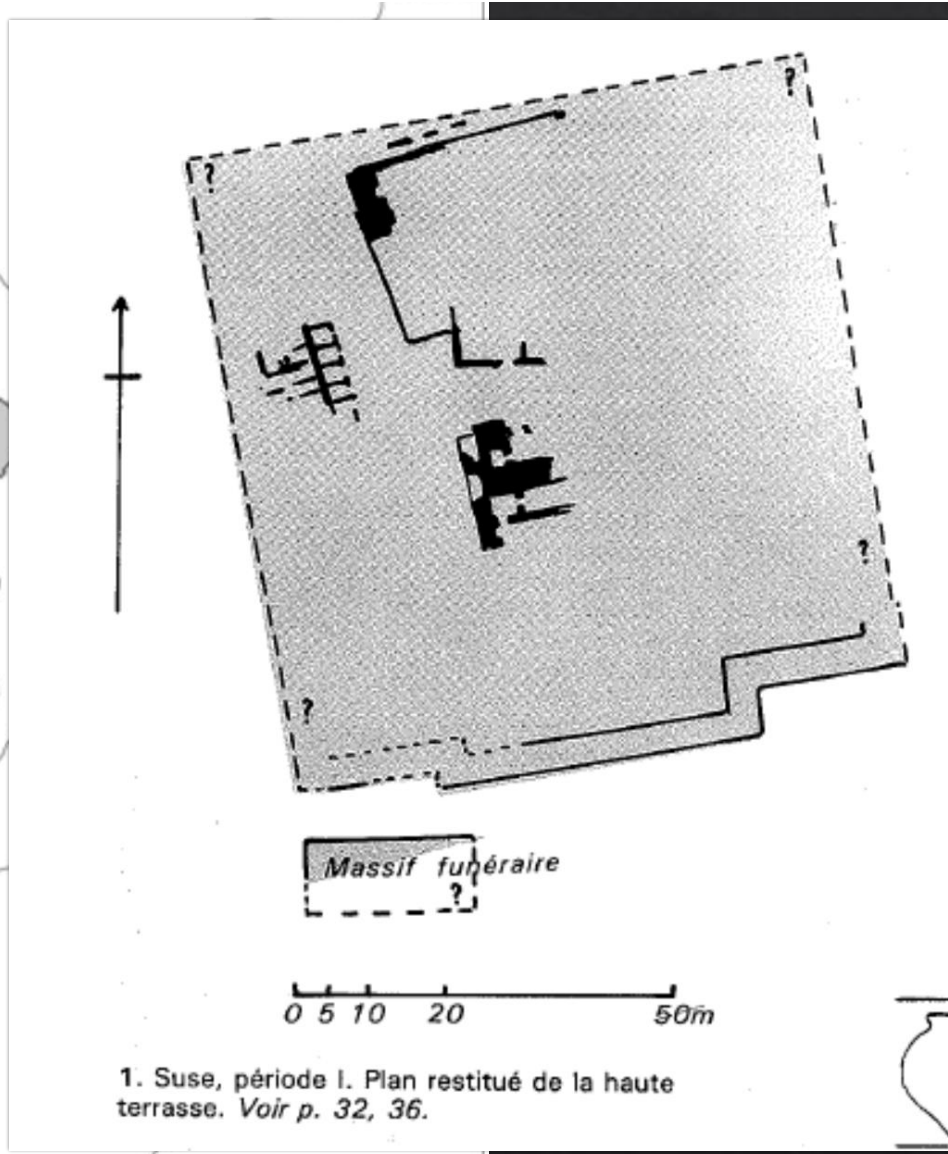 ?
?
?
?
Massif funéraire
?
0 5 10 20 50m
1. Suse, période I. Plan restitué de la haute
terrasse. Voir p. 32, 36.